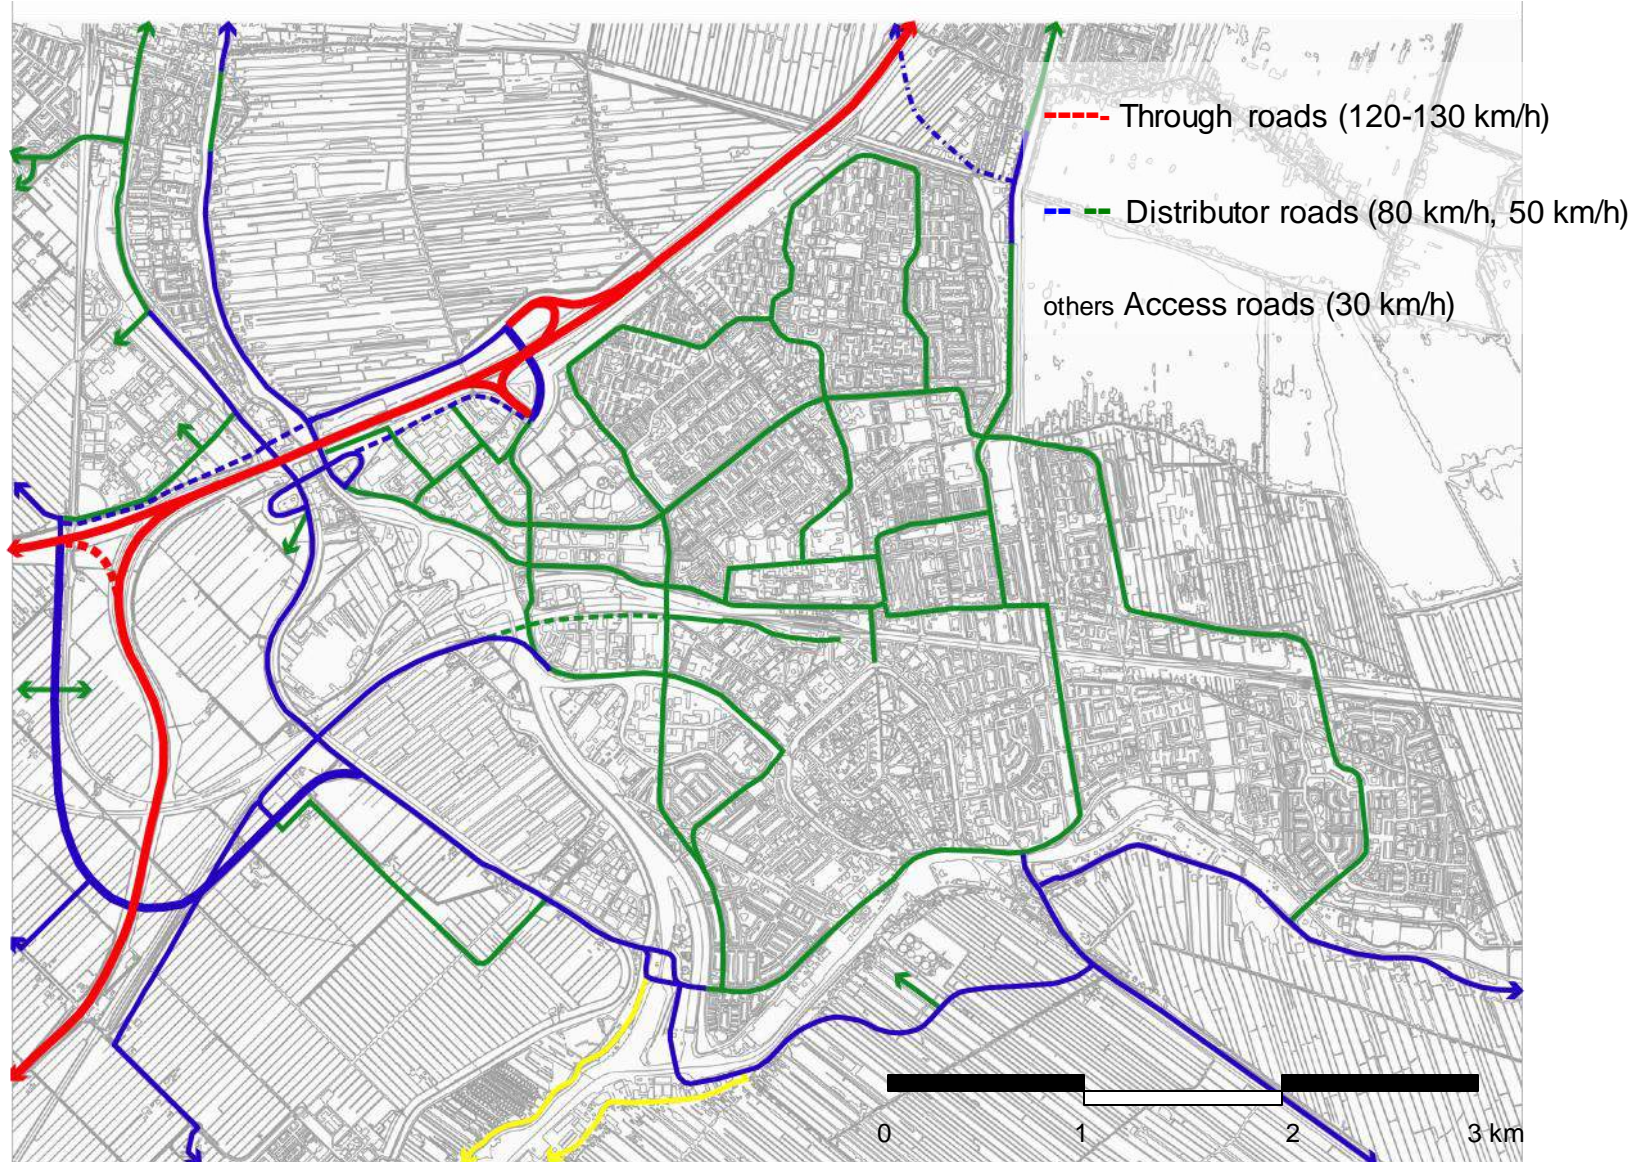 Through roads (120-130 km/h)
Distributor roads (80 km/h, 50 km/h)
others Access roads (30 km/h)
0 1 2 3 km